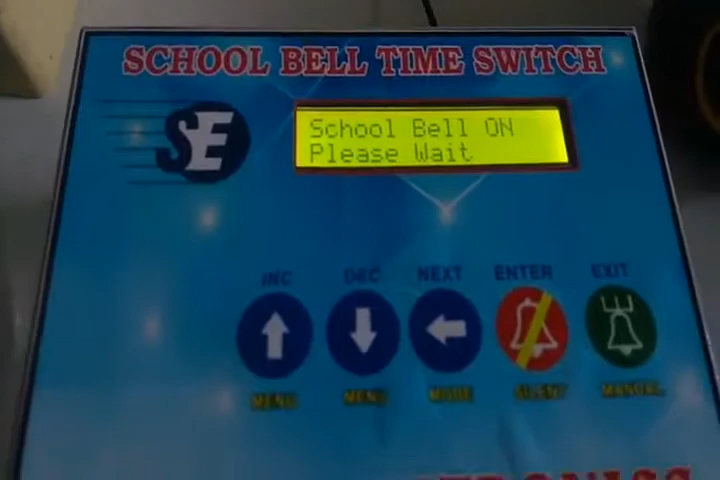 SCHOOL BELL TIME SWITCH
SE
School Bell ON
Please Wait
INC DEC NEXT ENTER EXIT
MENU MENU MODE SILENT MANUAL